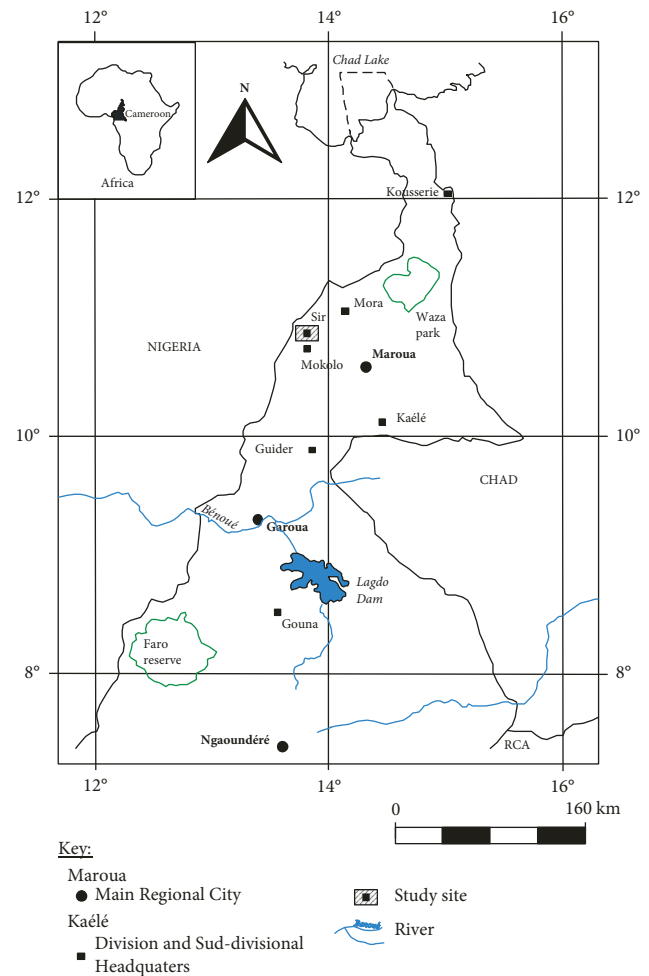 12°
14°
16°
Chad Lake
N
Cameroon
Africa
Kousserie
12°
12°
Mora
Sir
Waza
park
NIGERIA
Maroua
Mokolo
Kaélé
10°
10°
Guider
CHAD
Bénoué
Garoua
Lagdo
Dam
Gouna
Faro
reserve
8°
8°
Ngaoundéré
RCA
12°
14°
16°
0
160 km
Key:
Maroua
Main Regional City
Study site
Kaélé
Benoué
River
Division and Sud-divisional
Headquaters